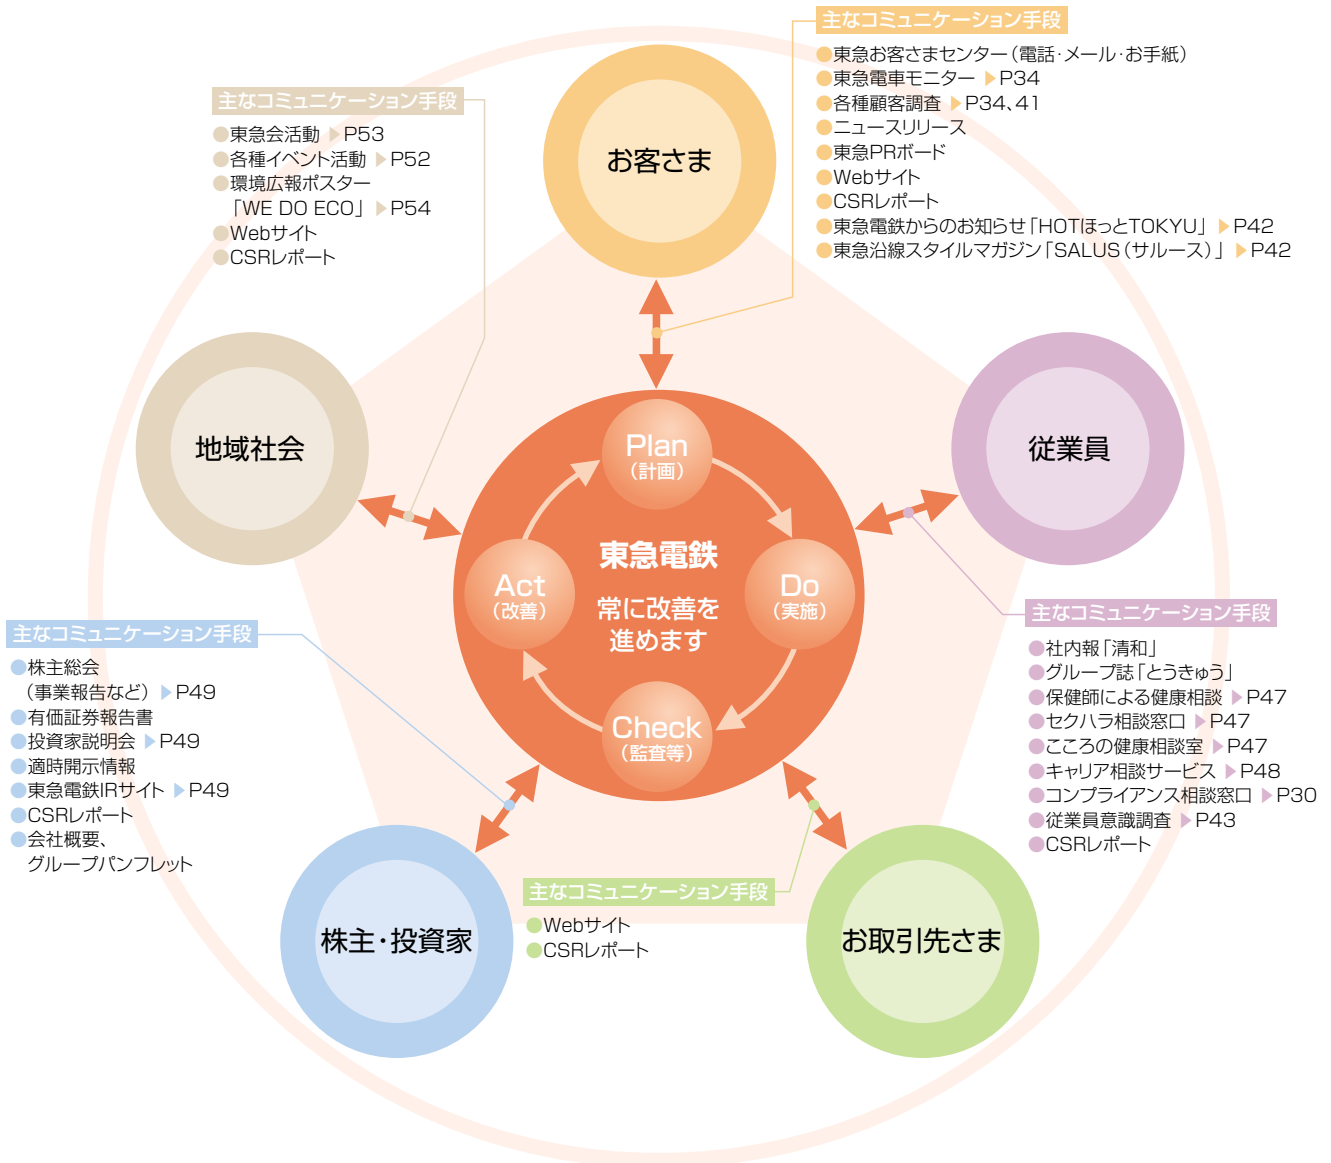 主なコミュニケーション手段
●東急お客さまセンター（電話・メール・お手紙）
●東急電車モニター ▶P34
●各種顧客調査 ▶P34、41
●ニュースリリース
●東急PRボード
●Webサイト
●CSRレポート
●東急電鉄からのお知らせ「HOTほっとTOKYU」 ▶P42
●東急沿線スタイルマガジン「SALUS（サルース）」 ▶P42
お客さま
主なコミュニケーション手段
●東急会活動 ▶P53
●各種イベント活動 ▶P52
●環境広報ポスター
「WE DO ECO」 ▶P54
●Webサイト
●CSRレポート
地域社会
従業員
Plan
（計画）
Do
（実施）
Check
（監査等）
Act
（改善）
東急電鉄
常に改善を
進めます
主なコミュニケーション手段
●社内報「清和」
●グループ誌「とうきゅう」
●保健師による健康相談 ▶P47
●セクハラ相談窓口 ▶P47
●こころの健康相談室 ▶P47
●キャリア相談サービス ▶P48
●コンプライアンス相談窓口 ▶P30
●従業員意識調査 ▶P43
●CSRレポート
主なコミュニケーション手段
●株主総会
（事業報告など） ▶P49
●有価証券報告書
●投資家説明会 ▶P49
●適時開示情報
●東急電鉄IRサイト ▶P49
●CSRレポート
●会社概要、
グループパンフレット
株主・投資家
主なコミュニケーション手段
●Webサイト
●CSRレポート
お取引先さま